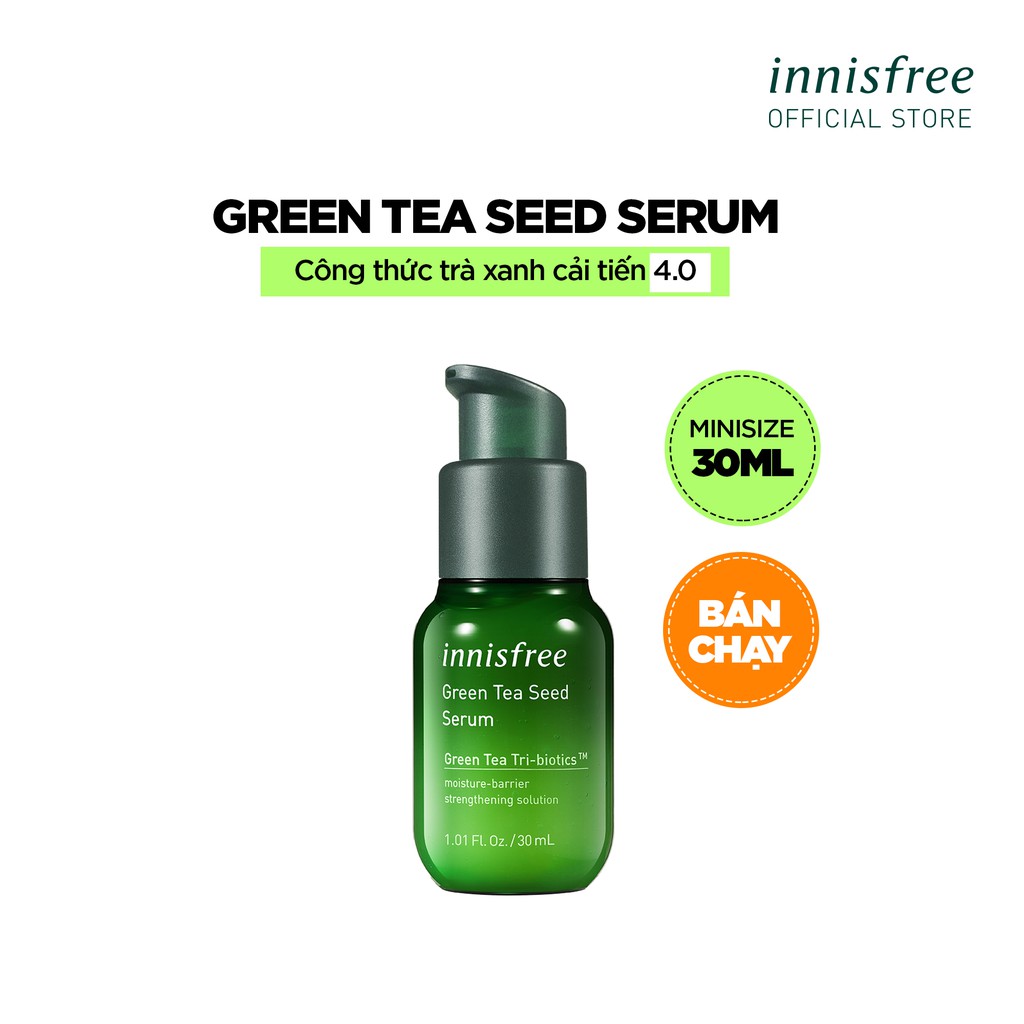 innisfree
OFFICIAL STORE
GREEN TEA SEED SERUM
Công thức trà xanh cải tiến 4.0
MINISIZE
30ML
BÁN
CHẠY
innisfree
Green Tea Seed
Serum
Green Tea Tri-biotics™
moisture-barrier
strengthening solution
1.01 Fl. Oz. / 30 mL